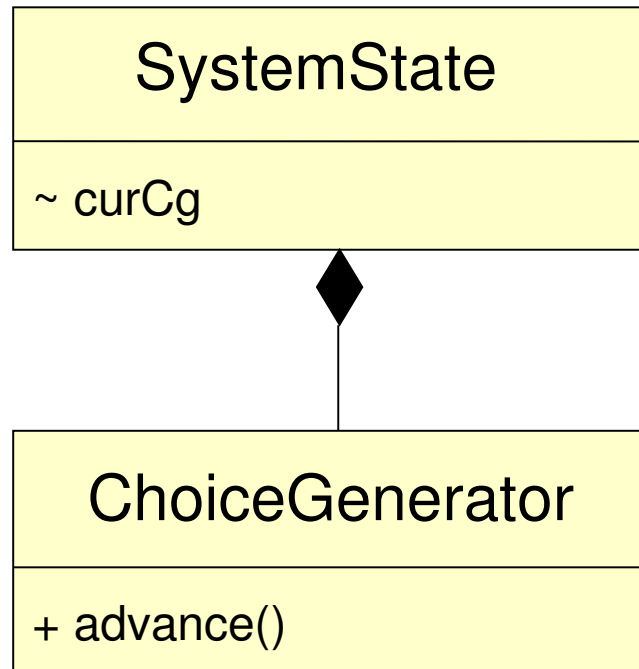 SystemState
~ curCg
ChoiceGenerator
+ advance()